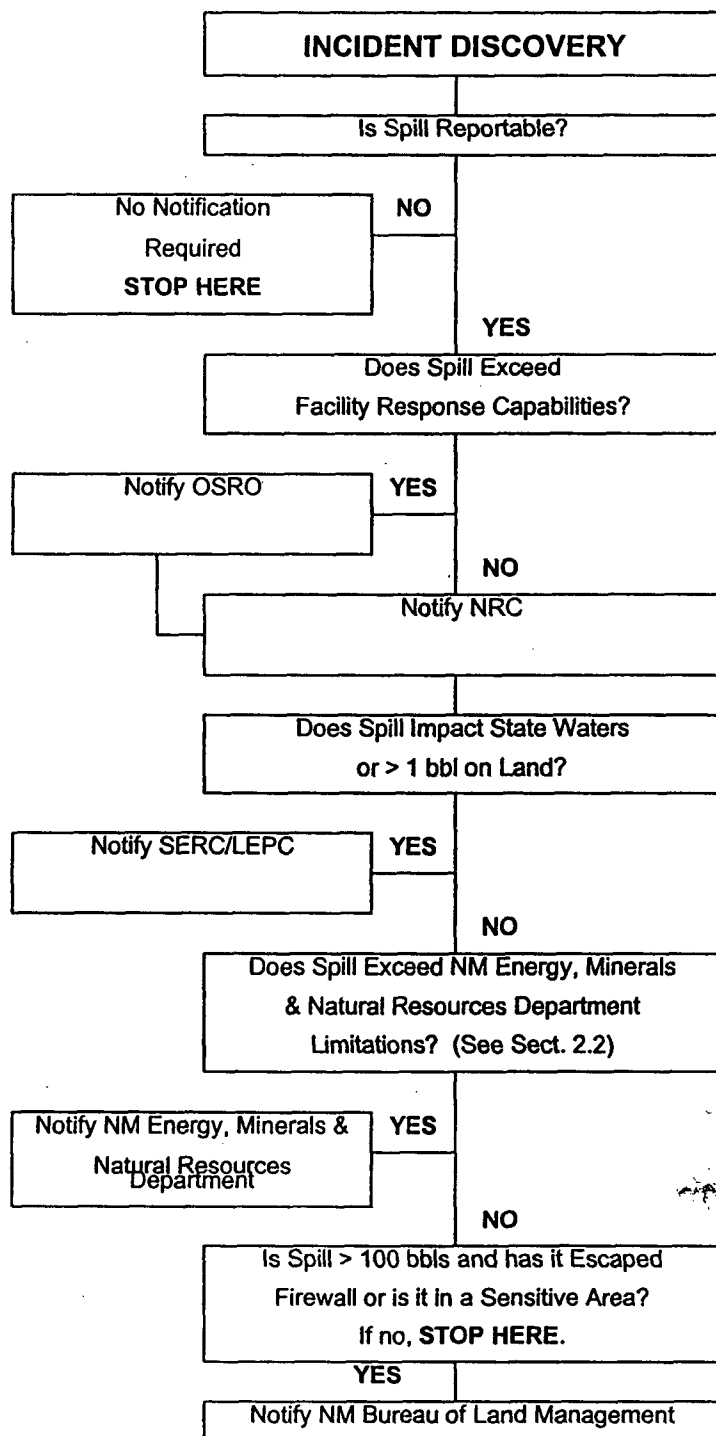 INCIDENT DISCOVERY
Is Spill Reportable?
No Notification
Required
STOP HERE
NO
YES
Does Spill Exceed
Facility Response Capabilities?
Notify OSRO
YES
NO
Notify NRC
Does Spill Impact State Waters
or > 1 bbl on Land?
Notify SERC/LEPC
YES
NO
Does Spill Exceed NM Energy, Minerals
& Natural Resources Department
Limitations? (See Sect. 2.2)
Notify NM Energy, Minerals &
Natural Resources
Department
YES
NO
Is Spill > 100 bbls and has it Escaped
Firewall or is it in a Sensitive Area?
If no, STOP HERE.
YES
Notify NM Bureau of Land Management